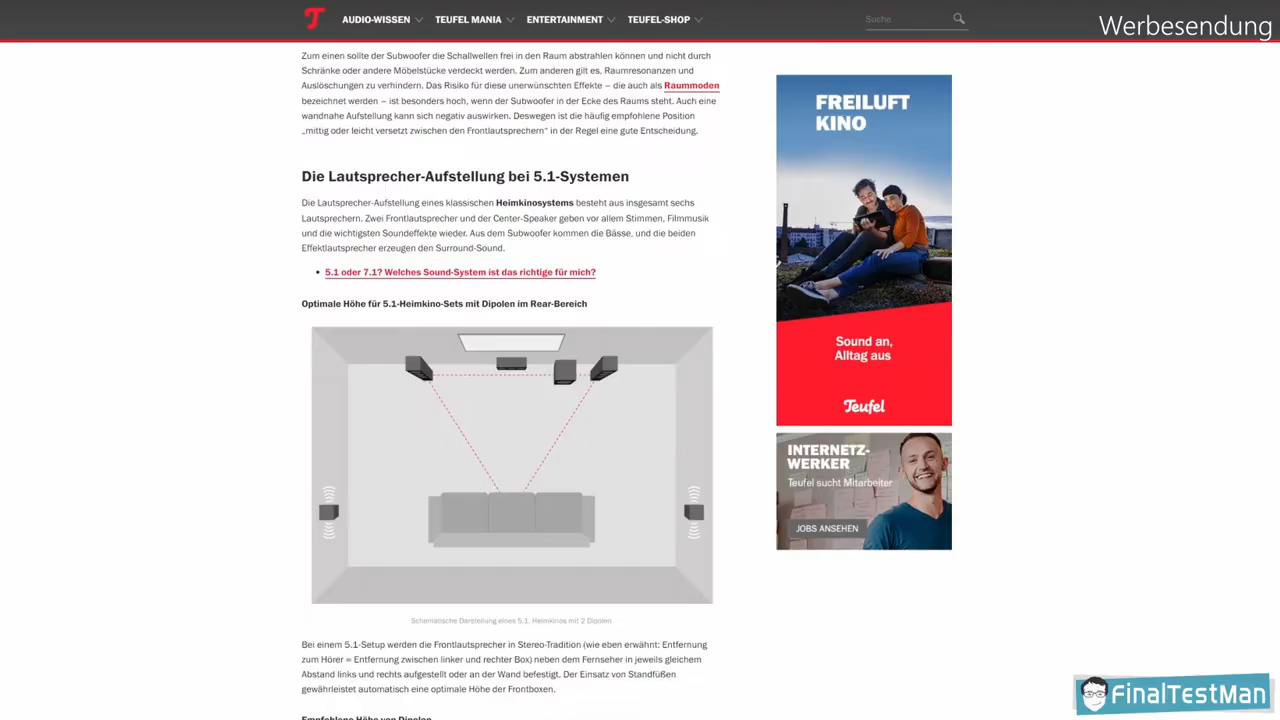 T AUDIO-WISSEN TEUFEL MANIA ENTERTAINMENT TEUFEL-SHOP Suche
Werbesendung
Zum einen sollte der Subwoofer die Schallwellen frei in den Raum abstrahlen können und nicht durch
Schränke oder andere Möbelstücke verdeckt werden. Zum anderen gilt es, Raumresonanzen und
Auslöschungen zu verhindern. Das Risiko für diese unerwünschten Effekte – die auch als Raummoden
bezeichnet werden – ist besonders hoch, wenn der Subwoofer in der Ecke des Raums steht. Auch eine
wandnahe Aufstellung kann sich negativ auswirken. Deswegen ist die häufig empfohlene Position
„mittig oder leicht versetzt zwischen den Frontlautsprechern" in der Regel eine gute Entscheidung.
Die Lautsprecher-Aufstellung bei 5.1-Systemen
Die Lautsprecher-Aufstellung eines klassischen Heimkinosystems besteht aus insgesamt sechs
Lautsprechern. Zwei Frontlautsprecher und der Center-Speaker geben vor allem Stimmen, Filmmusik
und die wichtigsten Soundeffekte wieder. Aus dem Subwoofer kommen die Bässe, und die beiden
Effektlautsprecher erzeugen den Surround-Sound.
• 5.1 oder 7.1? Welches Sound-System ist das richtige für mich?
Optimale Höhe für 5.1-Heimkino-Sets mit Dipolen im Rear-Bereich
Schematische Darstellung eines 5.1. Heimkinos mit 2 Dipolen
Bei einem 5.1-Setup werden die Frontlautsprecher in Stereo-Tradition (wie eben erwähnt: Entfernung
zum Hörer = Entfernung zwischen linker und rechter Box) neben dem Fernseher in jeweils gleichem
Abstand links und rechts aufgestellt oder an der Wand befestigt. Der Einsatz von Standfüßen
gewährleistet automatisch eine optimale Höhe der Frontboxen.
Empfohlene Höhe von Dipolen
FREILUFT
KINO
Sound an,
Alltag aus
Teufel
INTERNETZ-
WERKER
Teufel sucht Mitarbeiter
JOBS ANSEHEN
FinalTestMan